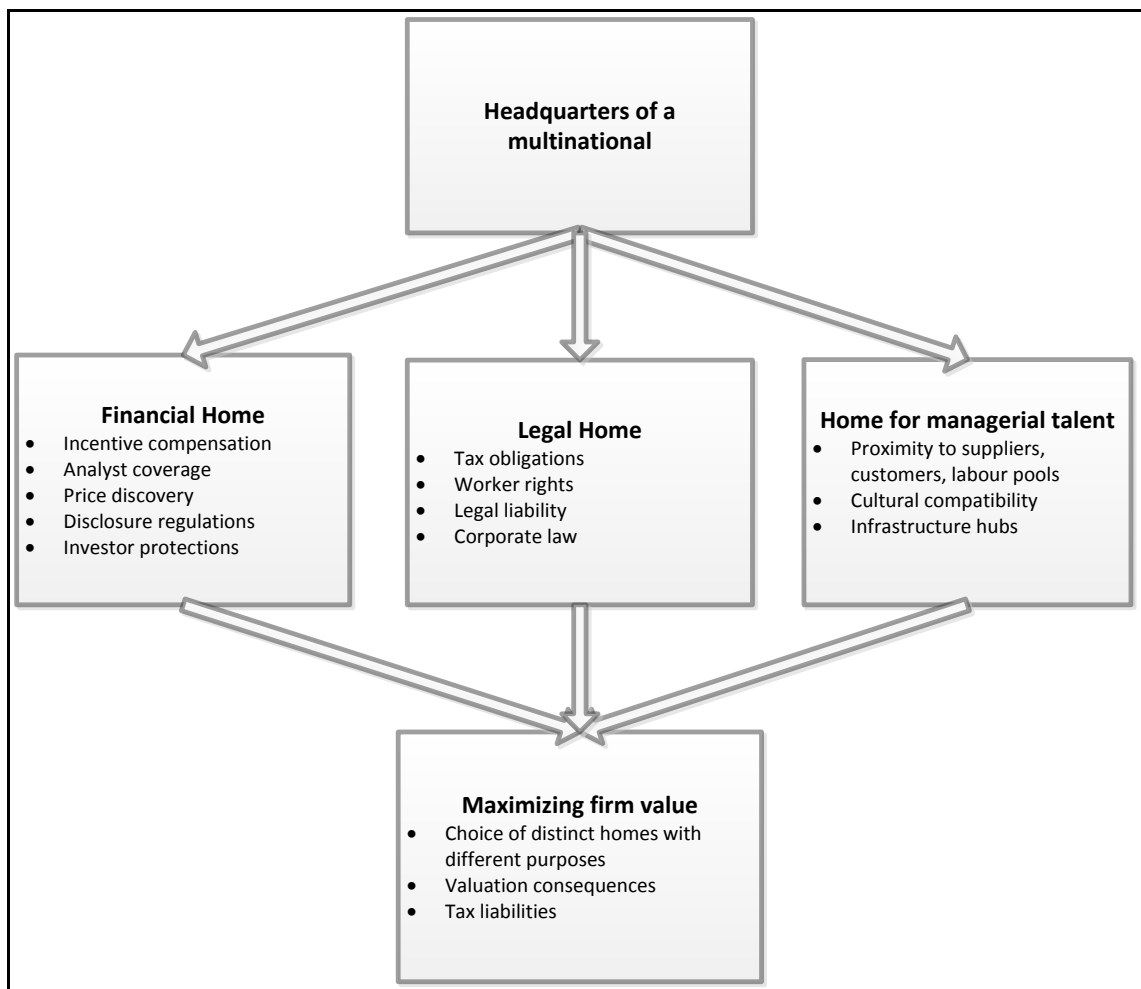 Headquarters of a
multinational
Financial Home
• Incentive compensation
• Analyst coverage
• Price discovery
• Disclosure regulations
• Investor protections
Legal Home
• Tax obligations
• Worker rights
• Legal liability
• Corporate law
Home for managerial talent
• Proximity to suppliers,
customers, labour pools
• Cultural compatibility
• Infrastructure hubs
Maximizing firm value
• Choice of distinct homes with
different purposes
• Valuation consequences
• Tax liabilities